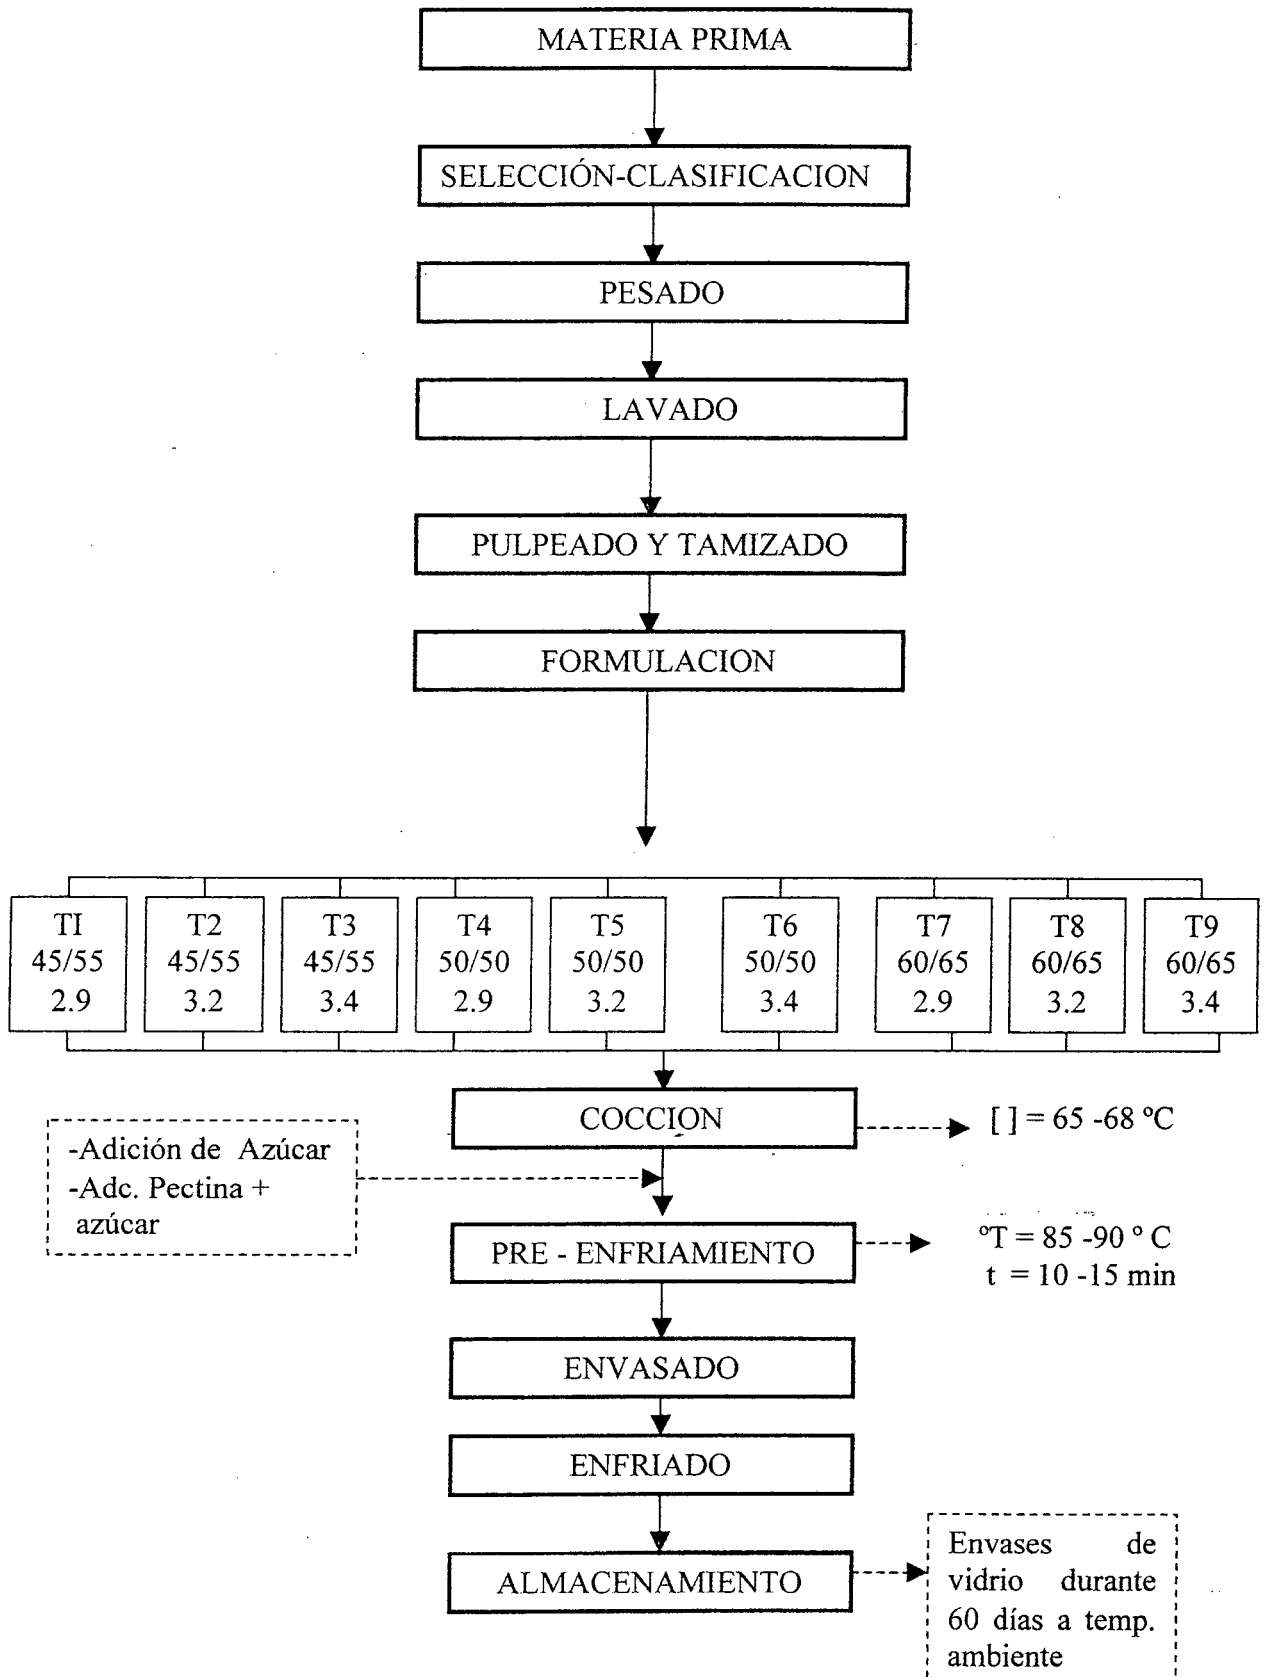 MATERIA PRIMA
SELECCIÓN-CLASIFICACION
PESADO
LAVADO
PULPEADO Y TAMIZADO
FORMULACION
TI
45/55
2.9
T2
45/55
3.2
T3
45/55
3.4
T4
50/50
2.9
T5
50/50
3.2
T6
50/50
3.4
T7
60/65
2.9
T8
60/65
3.2
T9
60/65
3.4
COCCION
[ ] = 65 -68 ºC
-Adición de Azúcar
-Adc. Pectina +
azúcar
PRE - ENFRIAMIENTO
ºT = 85 -90 º C
t = 10 -15 min
ENVASADO
ENFRIADO
ALMACENAMIENTO
Envases de
vidrio durante
60 días a temp.
ambiente